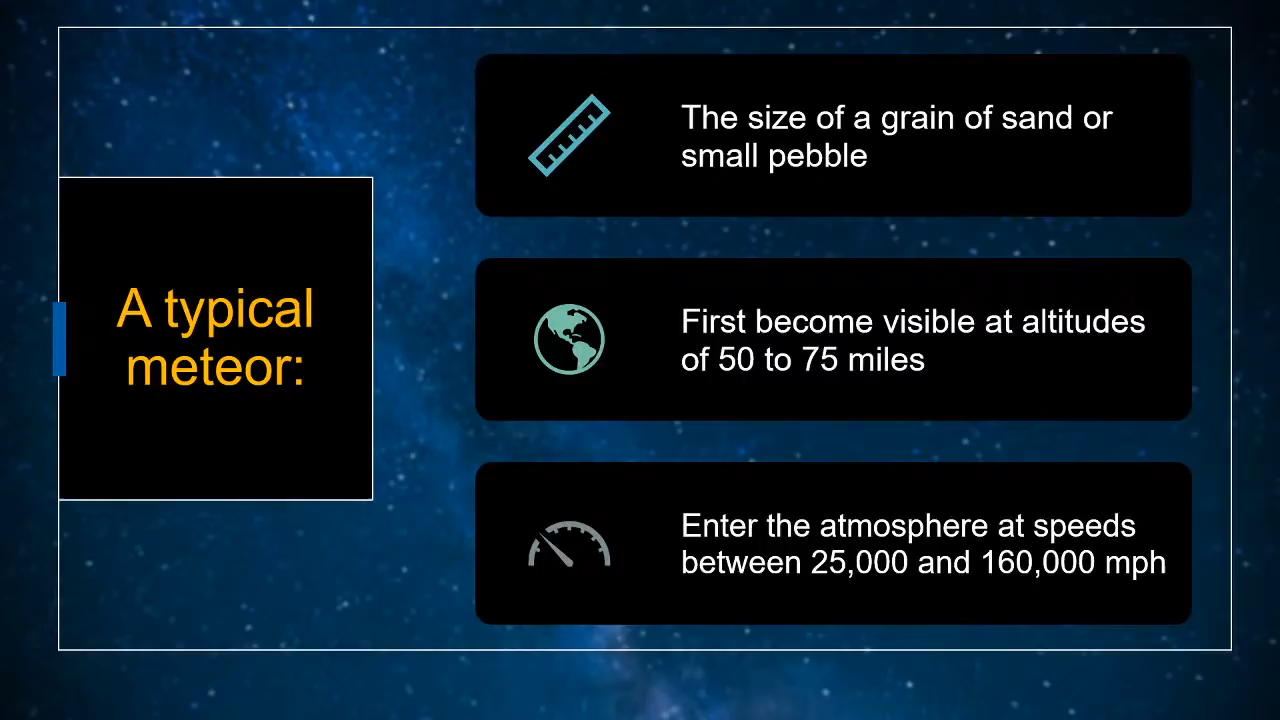 A typical
meteor:
The size of a grain of sand or
small pebble
First become visible at altitudes
of 50 to 75 miles
Enter the atmosphere at speeds
between 25,000 and 160,000 mph